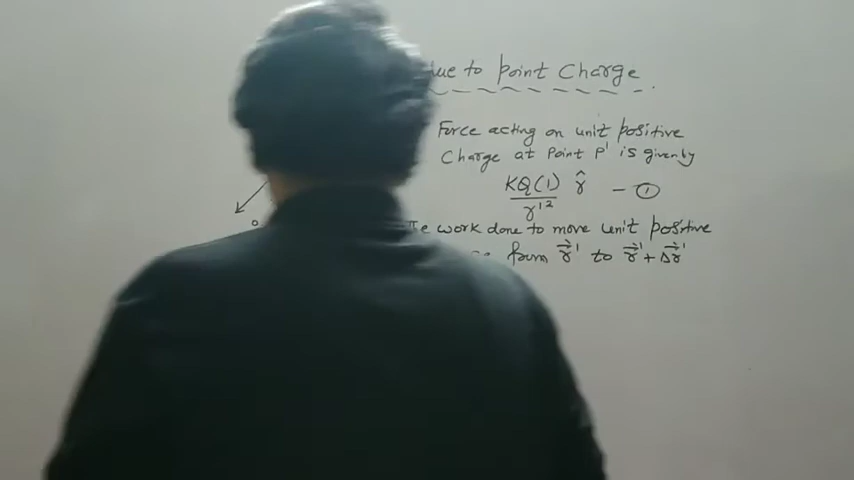 due to point Charge
Force acting on unit positive
Charge at Point P' is given by
KQ(1) r̂ — ①
r'2
o
work done to move unit positive
from r⃗' to r⃗' + Δr⃗'